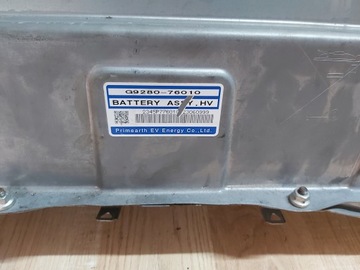 G9280-76010
BATTERY ASSY, HV
Primearth EV Energy Co., Ltd.